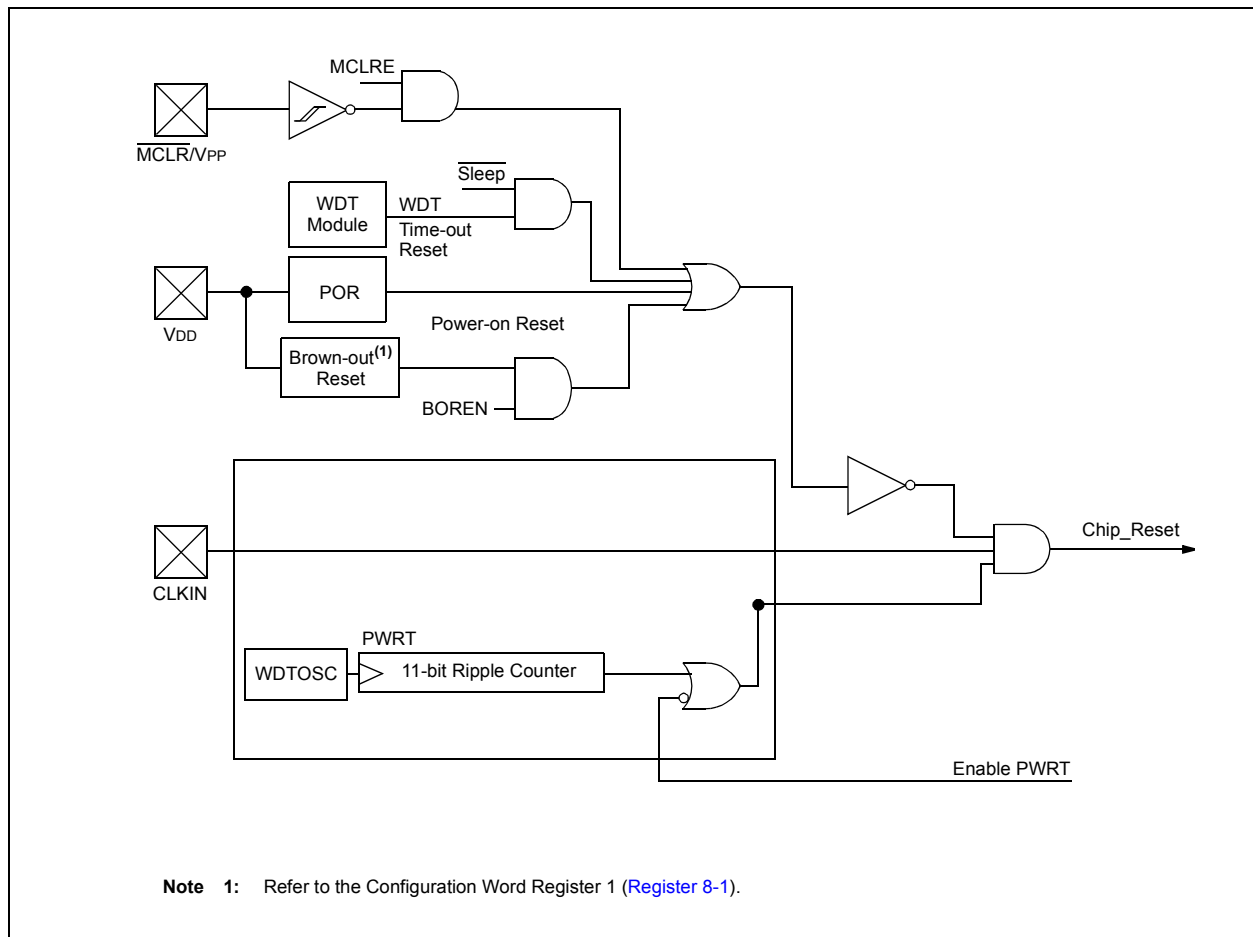 MCLRE
MCLR/VPP
Sleep
WDT
Module
WDT
Time-out
Reset
POR
VDD
Power-on Reset
Brown-out(1)
Reset
BOREN
Chip_Reset
CLKIN
PWRT
WDTOSC
11-bit Ripple Counter
Enable PWRT
Note 1: Refer to the Configuration Word Register 1 (Register 8-1).